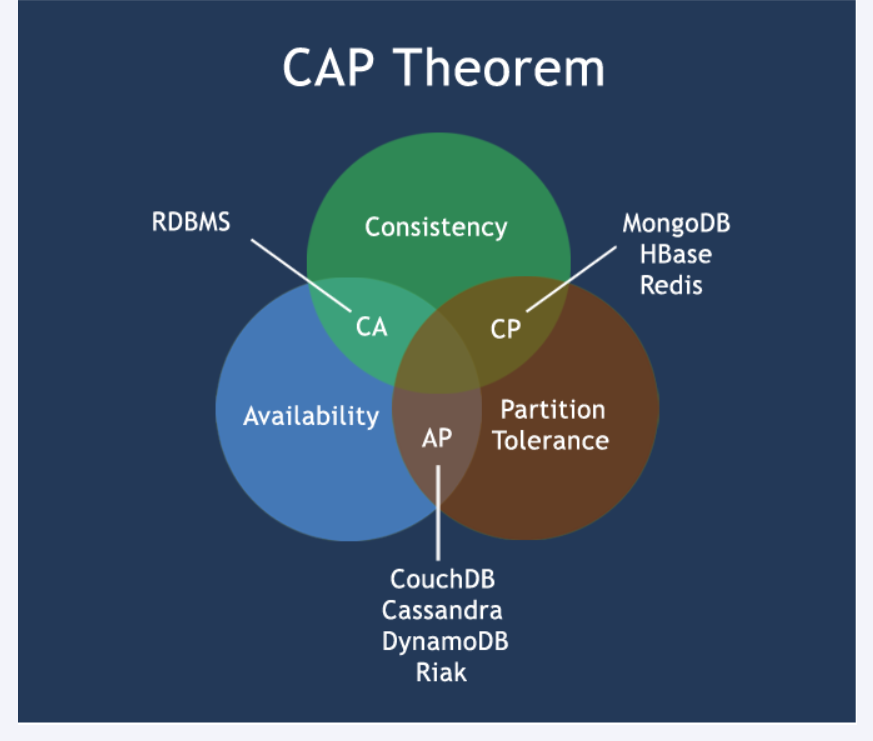 CAP Theorem
RDBMS
Consistency
MongoDB
HBase
Redis
CA
CP
Availability
Partition
Tolerance
AP
CouchDB
Cassandra
DynamoDB
Riak